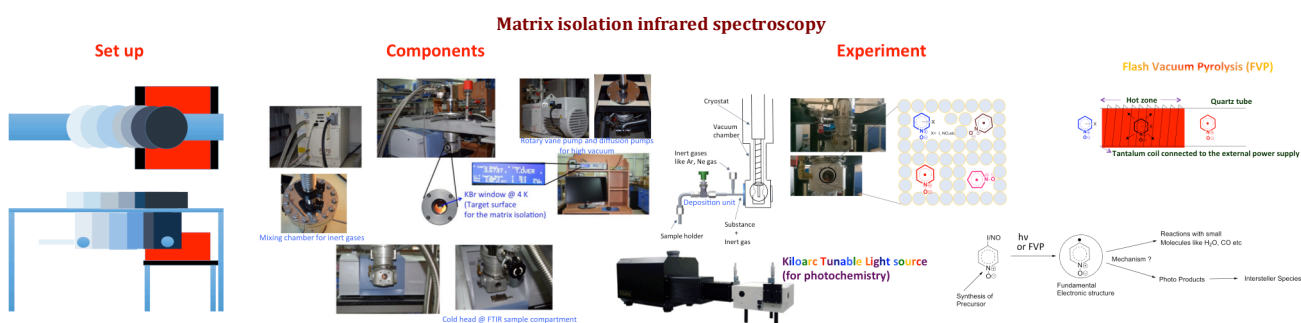 Matrix isolation infrared spectroscopy
Set up
Components
Rotary vane pump and diffusion pumps
for high vacuum
KBr window @ 4 K
(Target surface
for the matrix isolation)
Mixing chamber for inert gases
Cold head @ FTIR sample compartment
Experiment
Cryostat
Vacuum
chamber
Inert gases
like Ar, Ne gas
Deposition unit
Sample holder
Substance
+
Inert gas
X
X= I, NO₂etc
Kiloarc Tunable Light source
(for photochemistry)
Flash Vacuum Pyrolysis (FVP)
Hot zone
Quartz tube
X
Tantalum coil connected to the external power supply
I/NO
hν
or FVP
Synthesis of
Precursor
Fundamental
Electronic structure
Reactions with small
Molecules like H₂O, CO etc
Mechanism ?
Photo Products
Intersteller Species